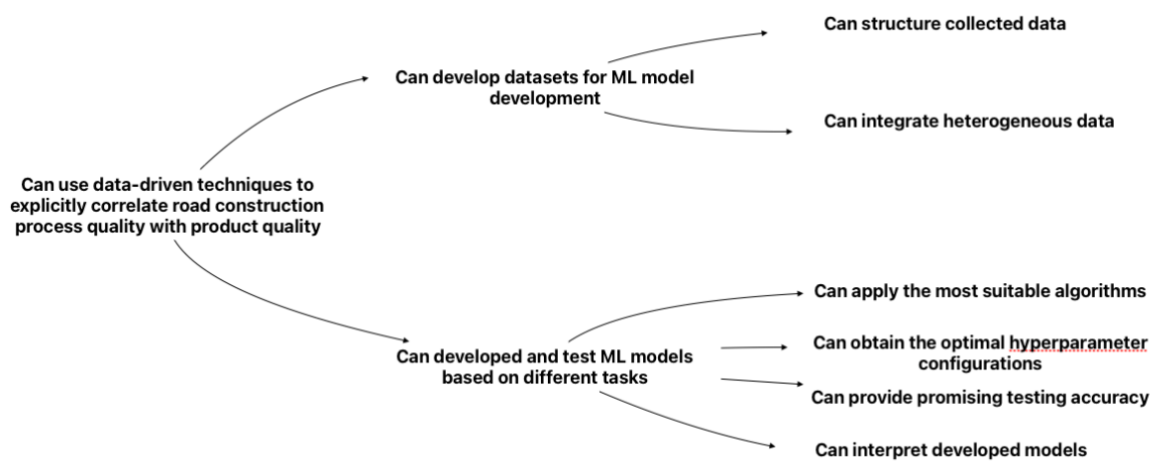 Can structure collected data
Can develop datasets for ML model
development
Can integrate heterogeneous data
Can use data-driven techniques to
explicitly correlate road construction
process quality with product quality
Can apply the most suitable algorithms
Can developed and test ML models
based on different tasks
Can obtain the optimal hyperparameter
configurations
Can provide promising testing accuracy
Can interpret developed models